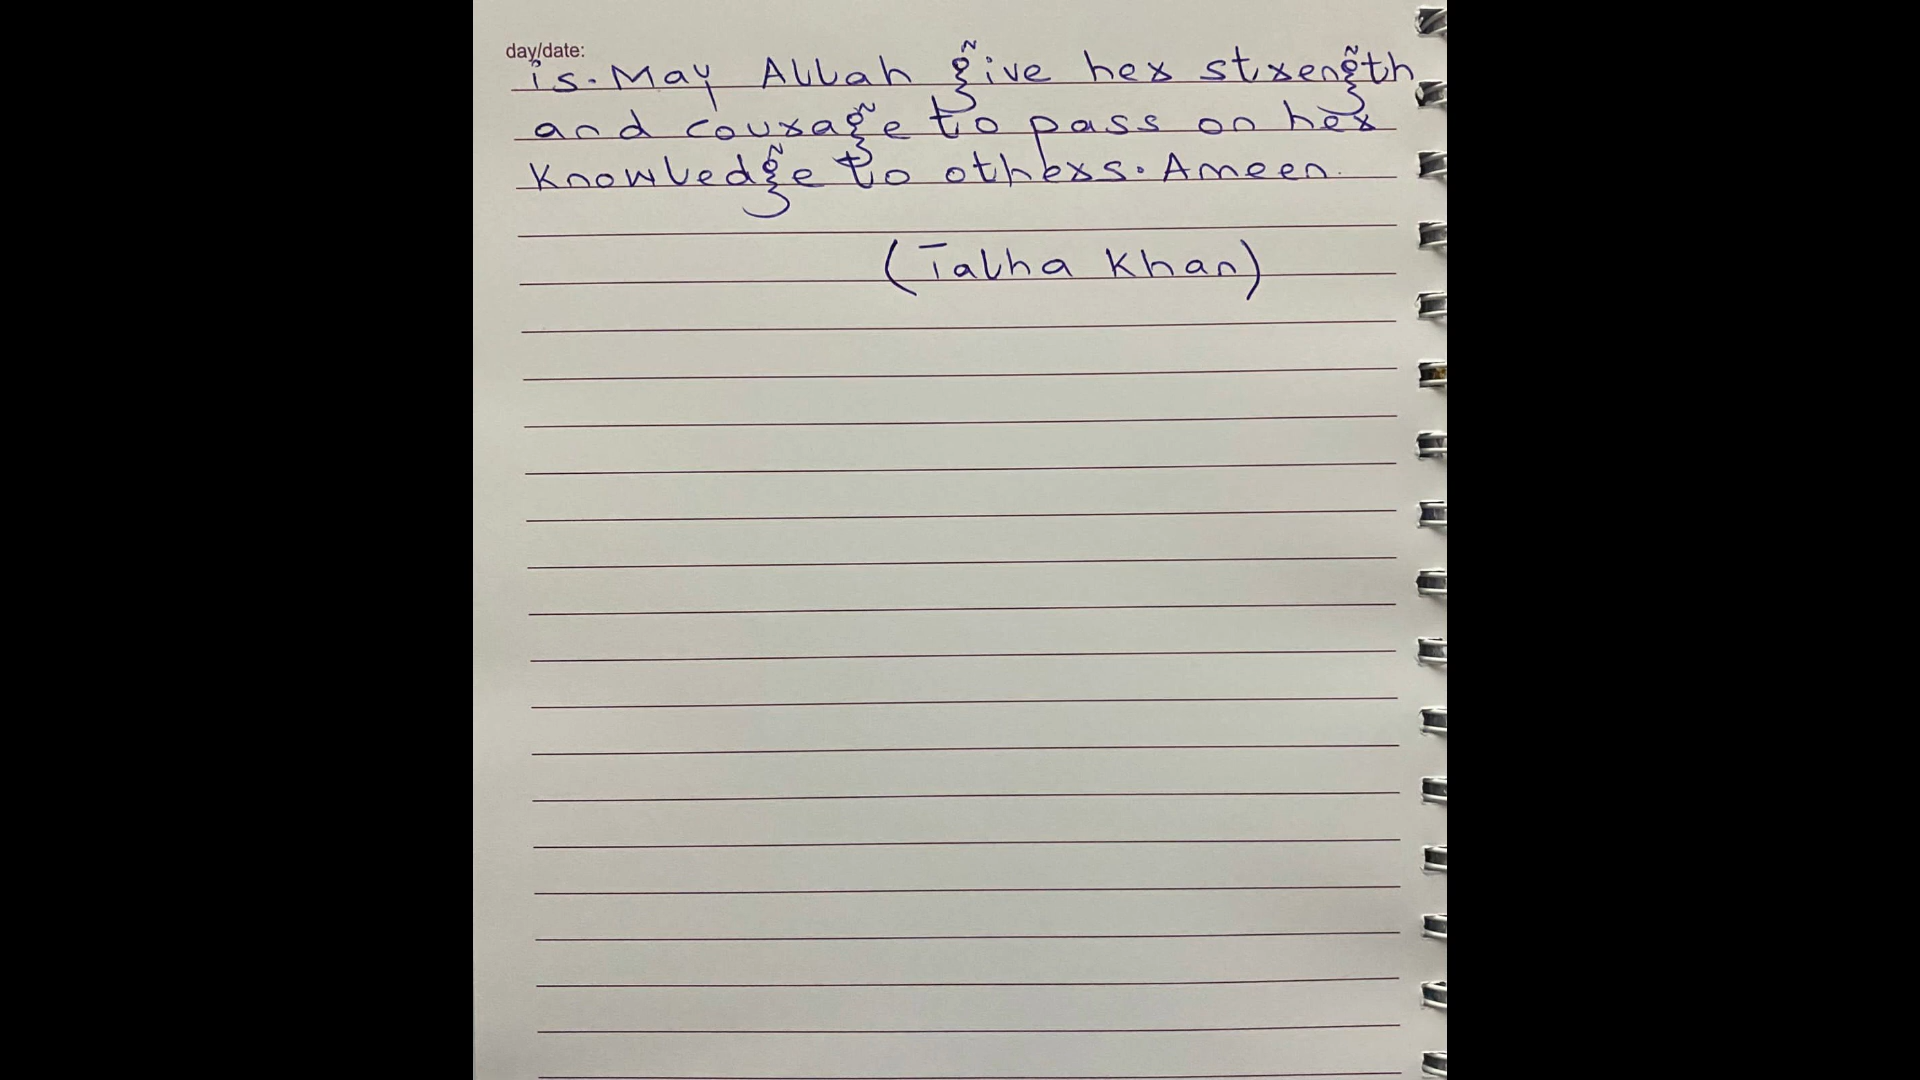 day/date:
is. May Allah give her strength
and courage to pass on her
knowledge to others. Ameen.
(Talha Khan)